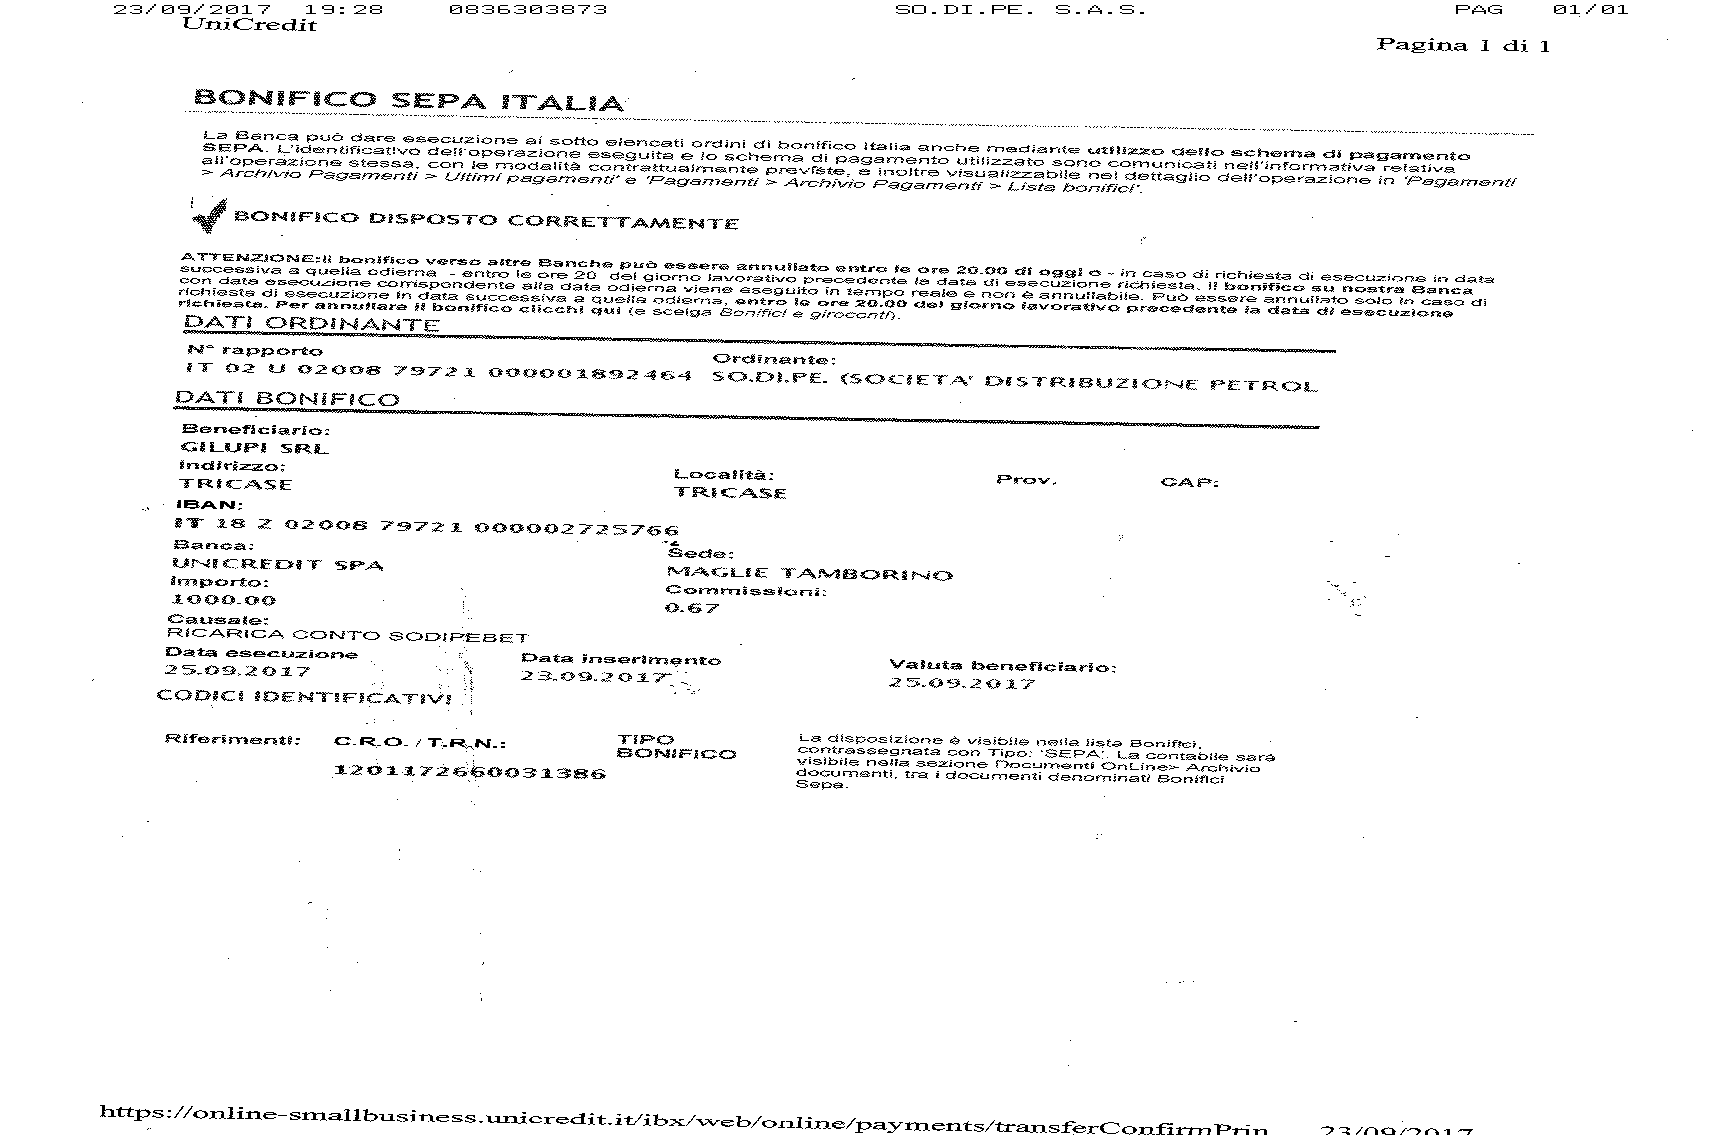 23/09/2017 19:28 0836303873 SO.DI.PE. S.A.S. PAG 01/01
UniCredit
Pagina 1 di 1
BONIFICO SEPA ITALIA
La Banca può dare esecuzione ai sotto elencati ordini di bonifico Italia anche mediante utilizzo dello schema di pagamento
SEPA. L'identificativo dell'operazione eseguita e lo schema di pagamento utilizzato sono comunicati nell'informativa relativa
all'operazione stessa, con le modalità contrattualmente previste, e inoltre visualizzabile nel dettaglio dell'operazione in 'Pagamenti
> Archivio Pagamenti > Ultimi pagamenti' e 'Pagamenti > Archivio Pagamenti > Lista bonifici'.
BONIFICO DISPOSTO CORRETTAMENTE
ATTENZIONE:Il bonifico verso altre Banche può essere annullato entro le ore 20.00 di oggi o - in caso di richiesta di esecuzione in data
successiva a quella odierna - entro le ore 20 del giorno lavorativo precedente la data di esecuzione richiesta. Il bonifico su nostra Banca
con data esecuzione corrispondente alla data odierna viene eseguito in tempo reale e non è annullabile. Può essere annullato solo in caso di
richiesta di esecuzione in data successiva a quella odierna, entro le ore 20.00 del giorno lavorativo precedente la data di esecuzione
richiesta. Per annullare il bonifico clicchi qui (e scelga Bonifici e giroconti).
DATI ORDINANTE
N° rapporto Ordinante:
IT 02 U 02008 79721 000001892464 SO.DI.PE. (SOCIETA' DISTRIBUZIONE PETROL
DATI BONIFICO
Beneficiario:
GILUPI SRL
Indirizzo: Località: Prov. CAP:
TRICASE TRICASE
IBAN:
IT 18 Z 02008 79721 000002725766
Banca: Sede:
UNICREDIT SPA MAGLIE TAMBORINO
Importo: Commissioni:
1000.00 0.67
Causale:
RICARICA CONTO SODIPEBET
Data esecuzione Data inserimento Valuta beneficiario:
25.09.2017 23.09.2017 25.09.2017
CODICI IDENTIFICATIVI
Riferimenti: C.R.O. / T.R.N.: TIPO BONIFICO
1201172660031386
La disposizione è visibile nella lista Bonifici,
contrassegnata con Tipo: 'SEPA'. La contabile sarà
visibile nella sezione Documenti OnLine> Archivio
documenti, tra i documenti denominati Bonifici
Sepa.
https://online-smallbusiness.unicredit.it/ibx/web/online/payments/transferConfirmPrin... 23/09/2017